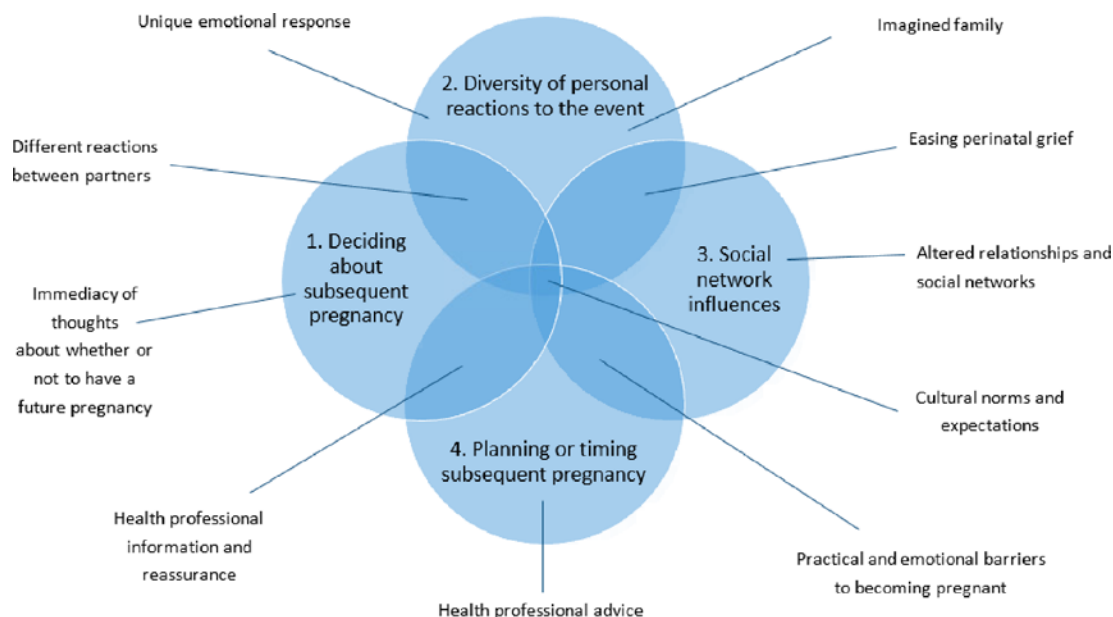 Unique emotional response
Imagined family
2. Diversity of personal
reactions to the event
Different reactions
between partners
Easing perinatal grief
1. Deciding
about
subsequent
pregnancy
3. Social
network
influences
Altered relationships and
social networks
Immediacy of
thoughts
about whether or
not to have a
future pregnancy
Cultural norms and
expectations
4. Planning or timing
subsequent pregnancy
Health professional
information and
reassurance
Practical and emotional barriers
to becoming pregnant
Health professional advice